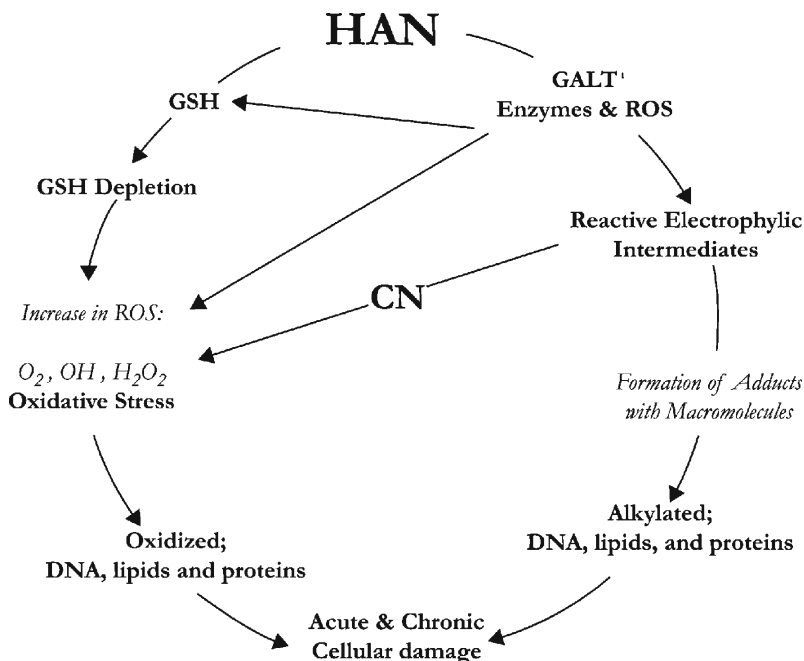 HAN
GALT¹
Enzymes & ROS
GSH
GSH Depletion
Reactive Electrophylic
Intermediates
CN
Increase in ROS:
O₂ , OH , H₂O₂
Oxidative Stress
Formation of Adducts
with Macromolecules
Alkylated;
DNA, lipids, and proteins
Oxidized;
DNA, lipids and proteins
Acute & Chronic
Cellular damage